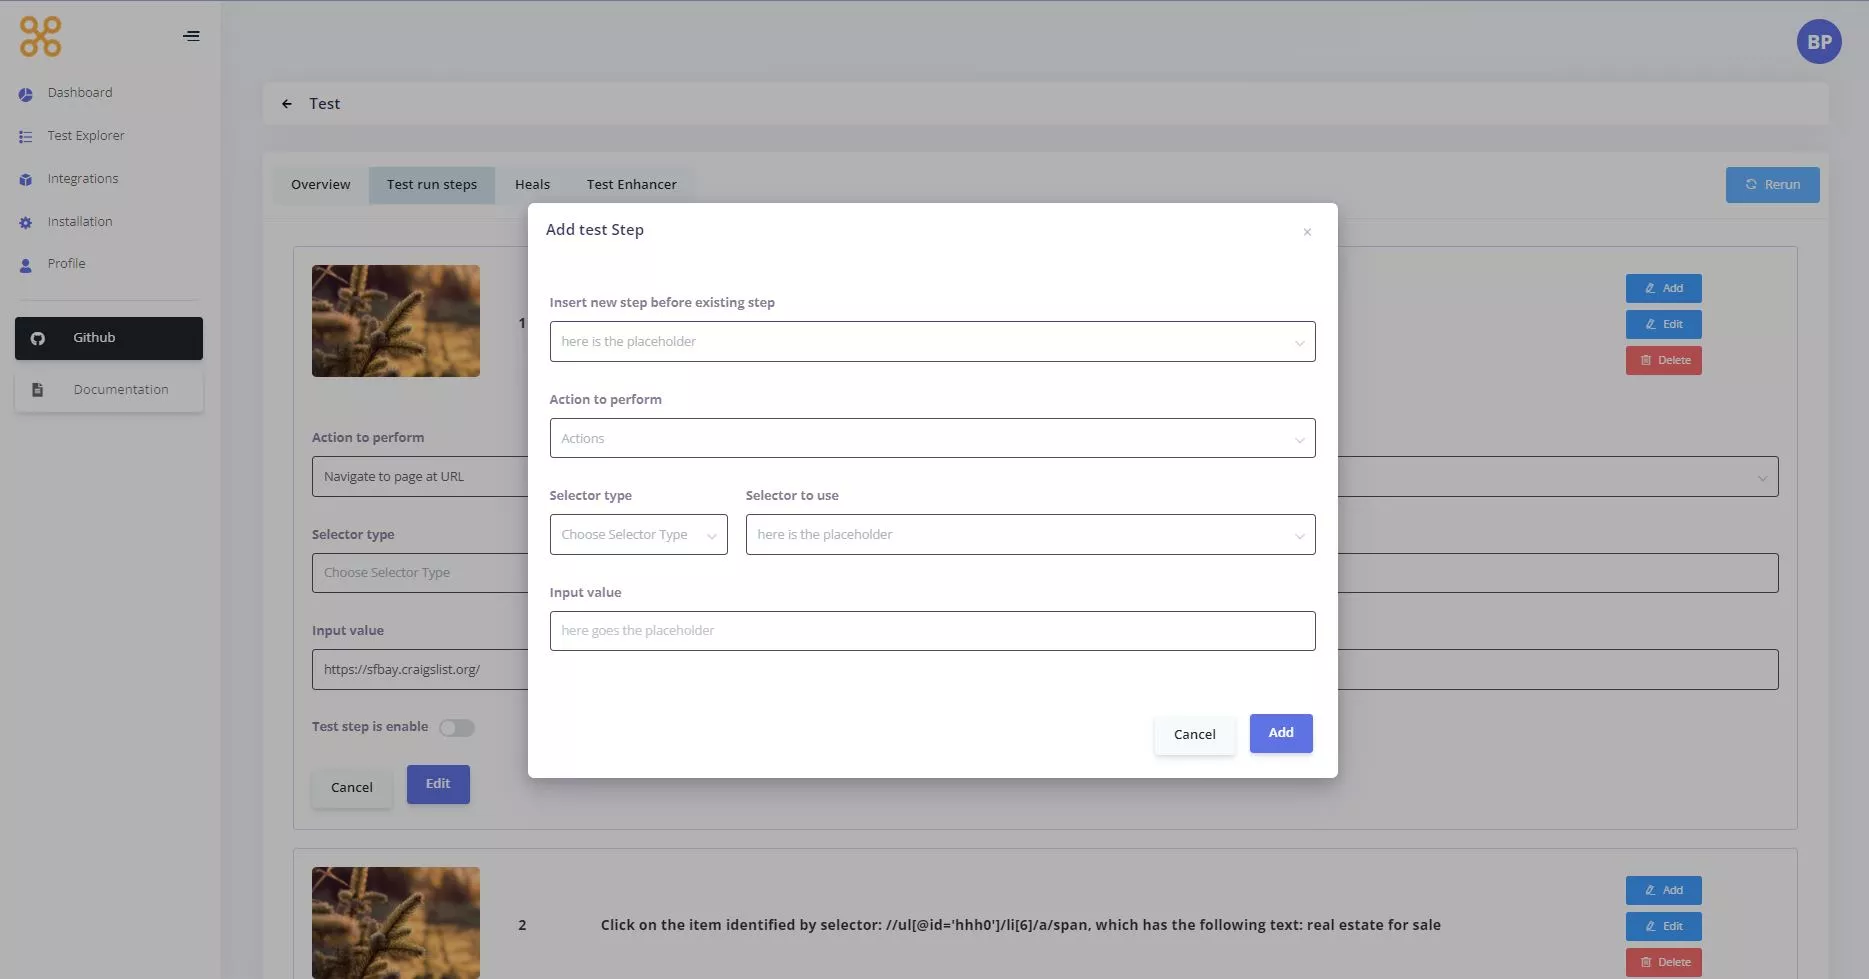 BP
Dashboard
Test Explorer
Integrations
Installation
Profile
Github
Documentation
Test
Overview
Test run steps
Heals
Test Enhancer
Rerun
Add test Step
×
Insert new step before existing step
here is the placeholder
Action to perform
Actions
Selector type
Selector to use
Choose Selector Type
here is the placeholder
Input value
here goes the placeholder
Cancel
Add
1
Add
Edit
Delete
Action to perform
Navigate to page at URL
Selector type
Choose Selector Type
Input value
https://sfbay.craigslist.org/
Test step is enable
Cancel
Edit
2
Click on the item identified by selector: //ul[@id='hhh0']/li[6]/a/span, which has the following text: real estate for sale
Add
Edit
Delete